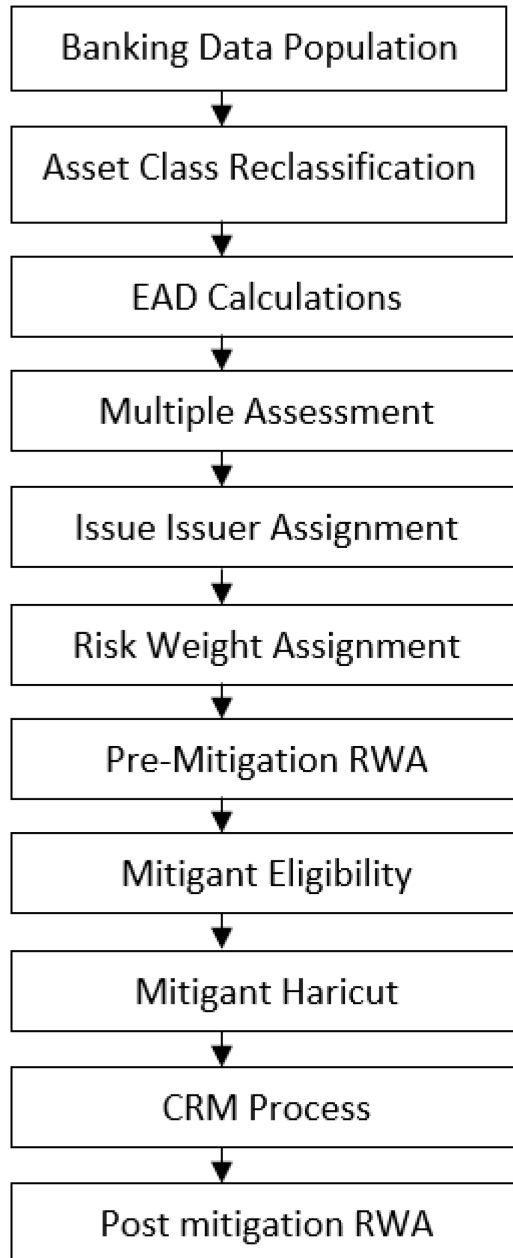 Banking Data Population
Asset Class Reclassification
EAD Calculations
Multiple Assessment
Issue Issuer Assignment
Risk Weight Assignment
Pre-Mitigation RWA
Mitigant Eligibility
Mitigant Haricut
CRM Process
Post mitigation RWA